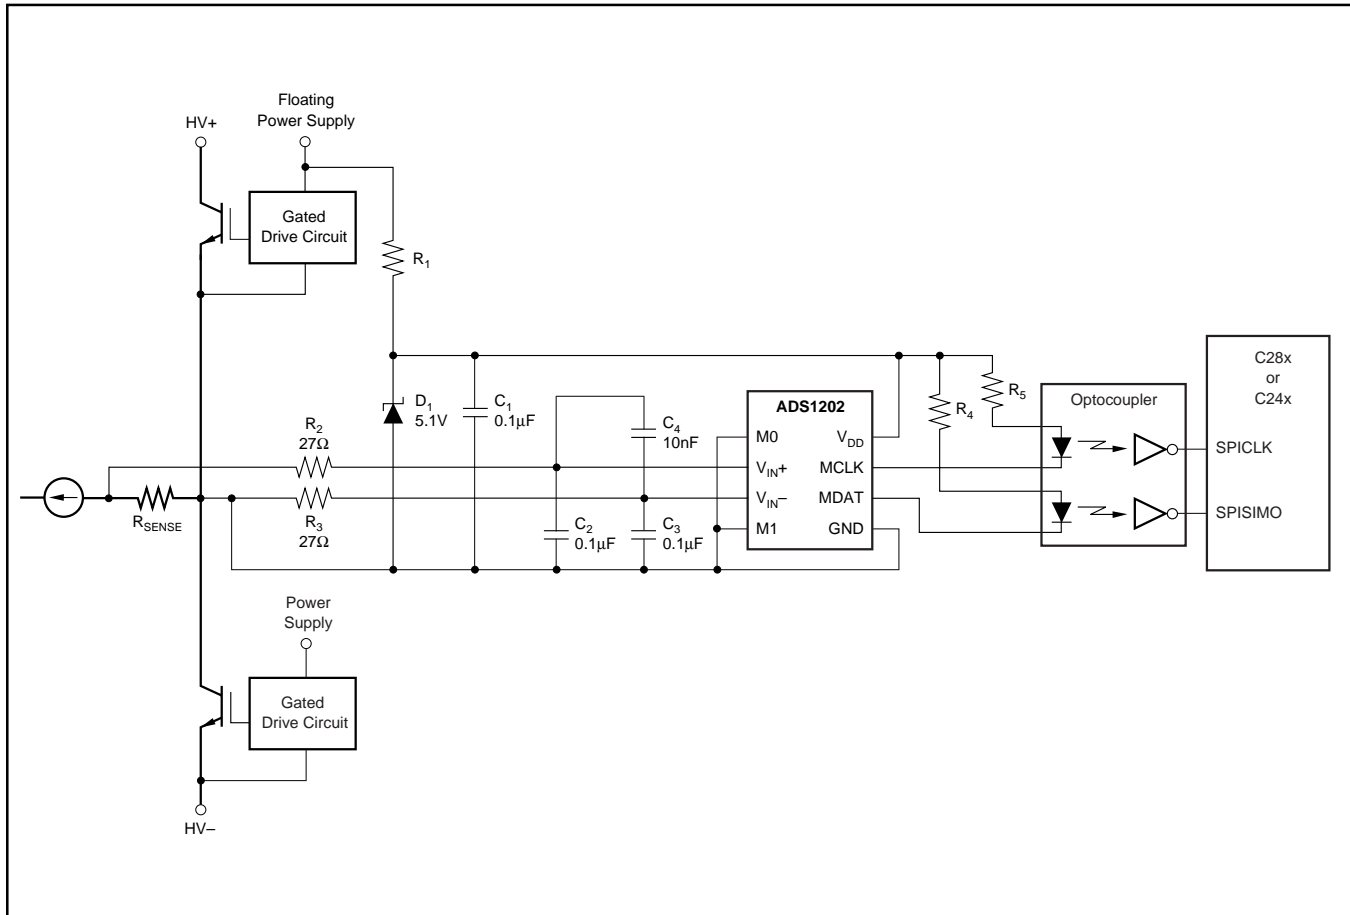 Floating
Power Supply
HV+
Gated
Drive Circuit
R1
D1
5.1V
C1
0.1µF
R2
27Ω
R3
27Ω
RSENSE
C4
10nF
C2
0.1µF
C3
0.1µF
ADS1202
M0
VDD
VIN+
MCLK
VIN–
MDAT
M1
GND
R4
R5
Optocoupler
C28x
or
C24x
SPICLK
SPISIMO
Power
Supply
Gated
Drive Circuit
HV–